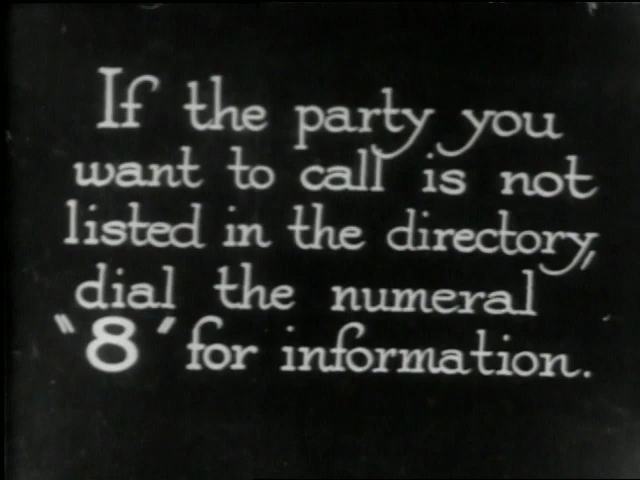 If the party you
want to call is not
listed in the directory,
dial the numeral
"8" for information.